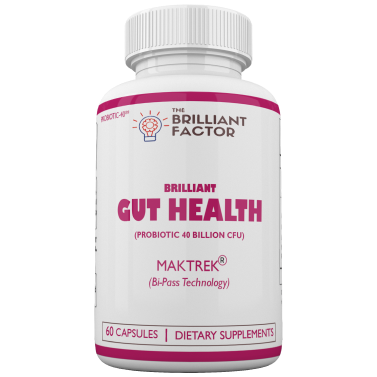 PROBIOTIC-40
THE
BRILLIANT
FACTOR
BRILLIANT
GUT HEALTH
(PROBIOTIC 40 BILLION CFU)
MAKTREK®
(Bi-Pass Technology)
60 CAPSULES | DIETARY SUPPLEMENTS